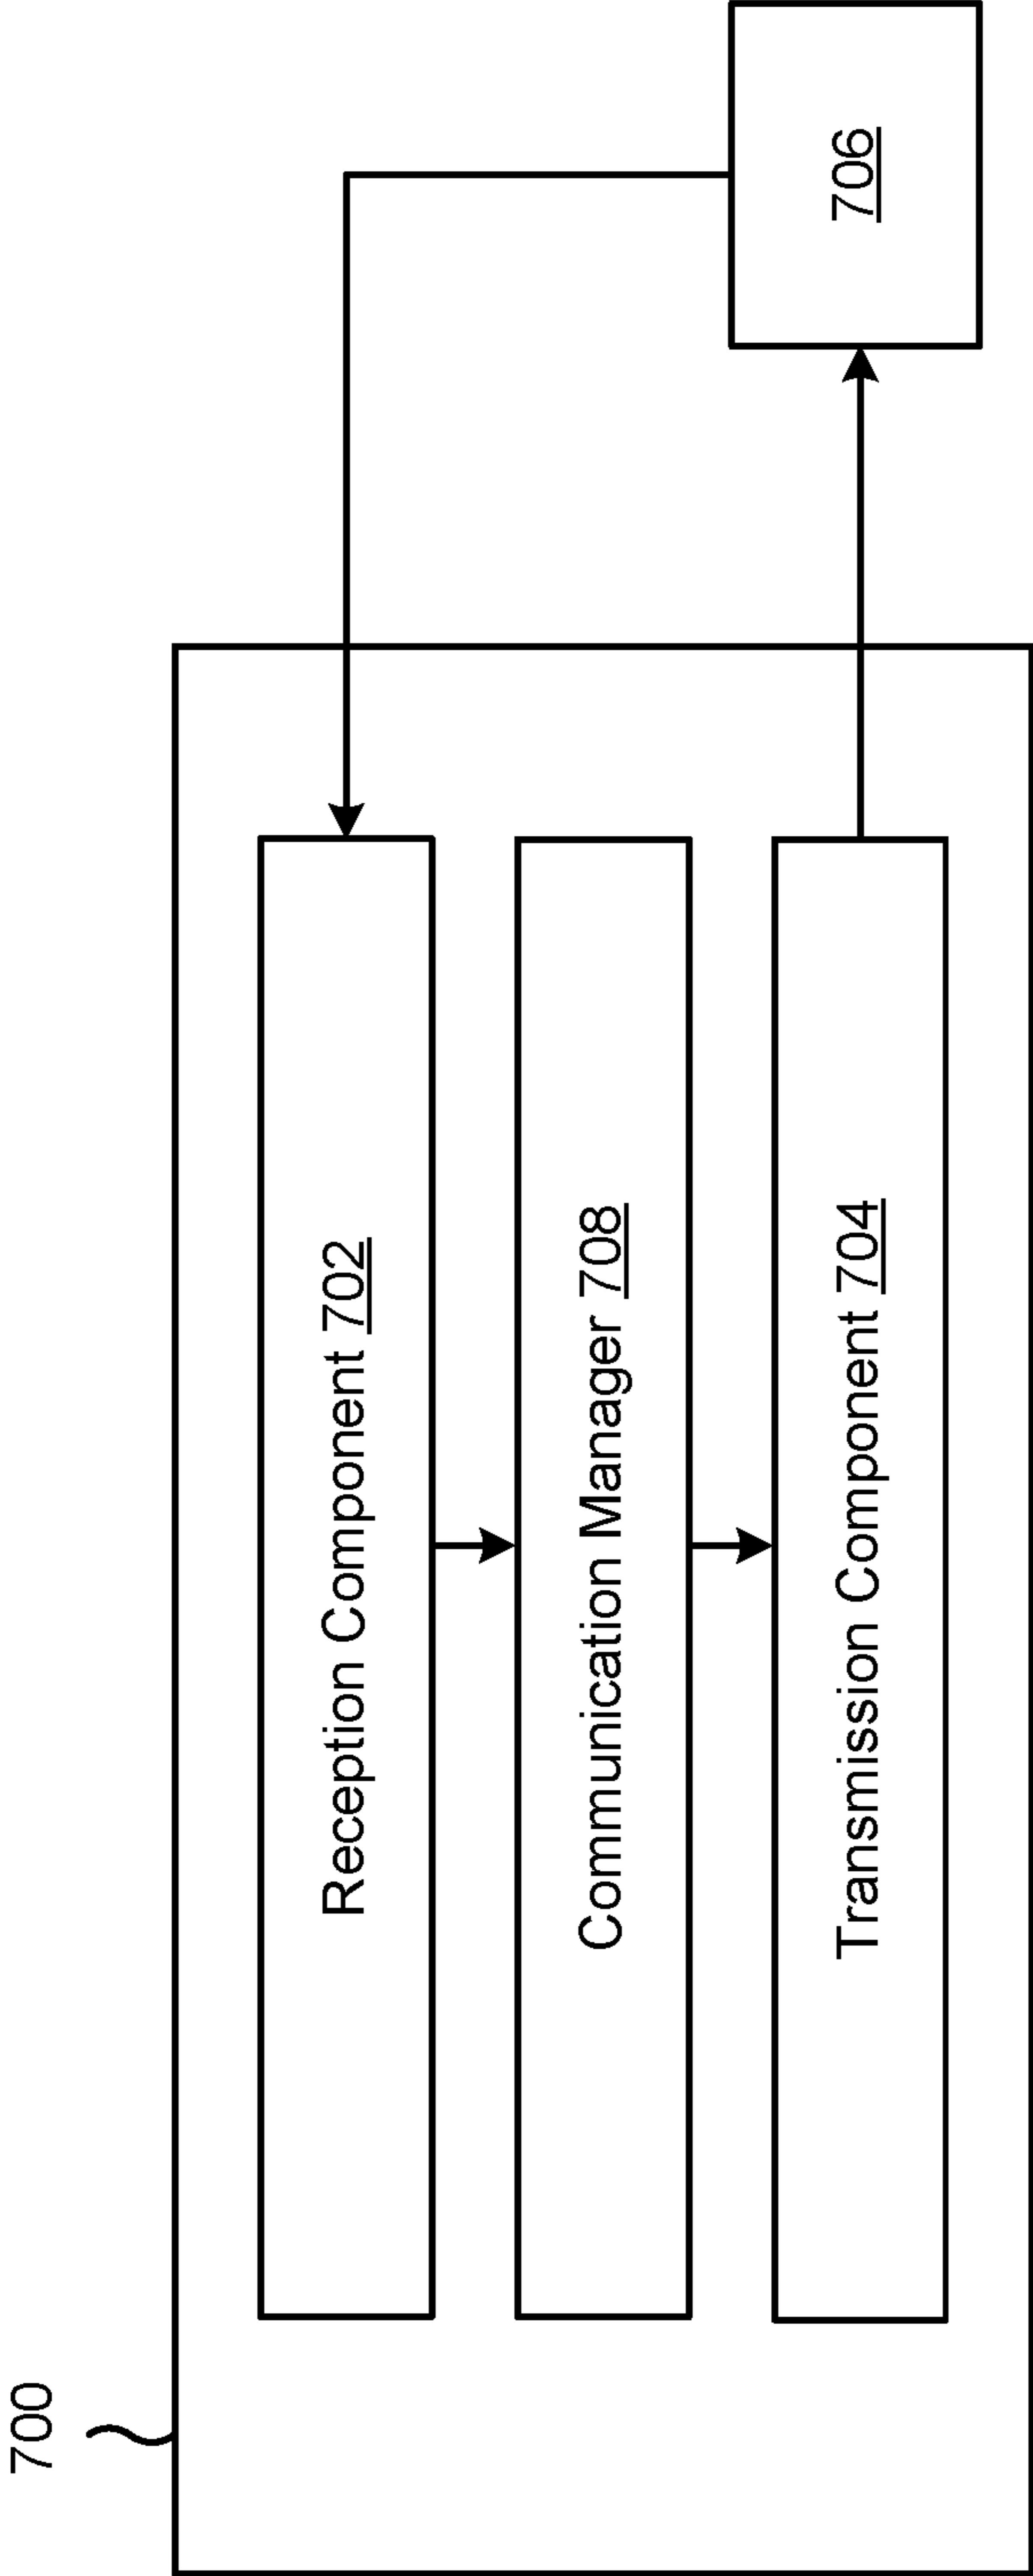 700
Reception Component 702
Communication Manager 708
Transmission Component 704
706